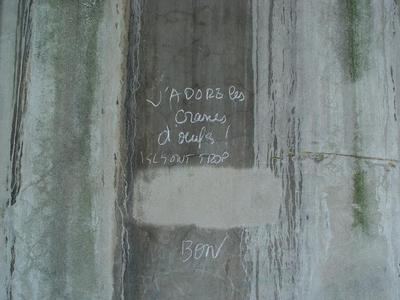 J'ADORE les
cranes
d'oeufs !
ILS SONT TROP
BON